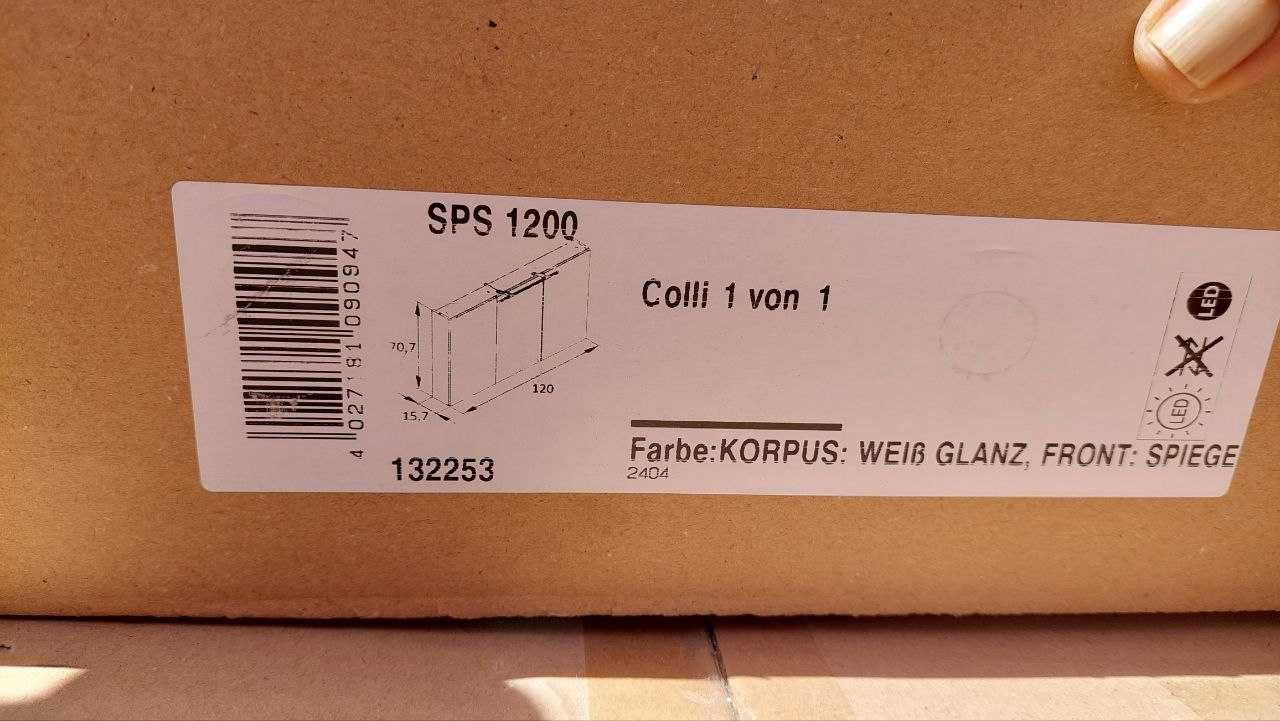 SPS 1200
4 027181 090947
70,7
15,7
120
132253
Colli 1 von 1
Farbe:KORPUS: WEIß GLANZ, FRONT: SPIEGE
2404
LED
LED